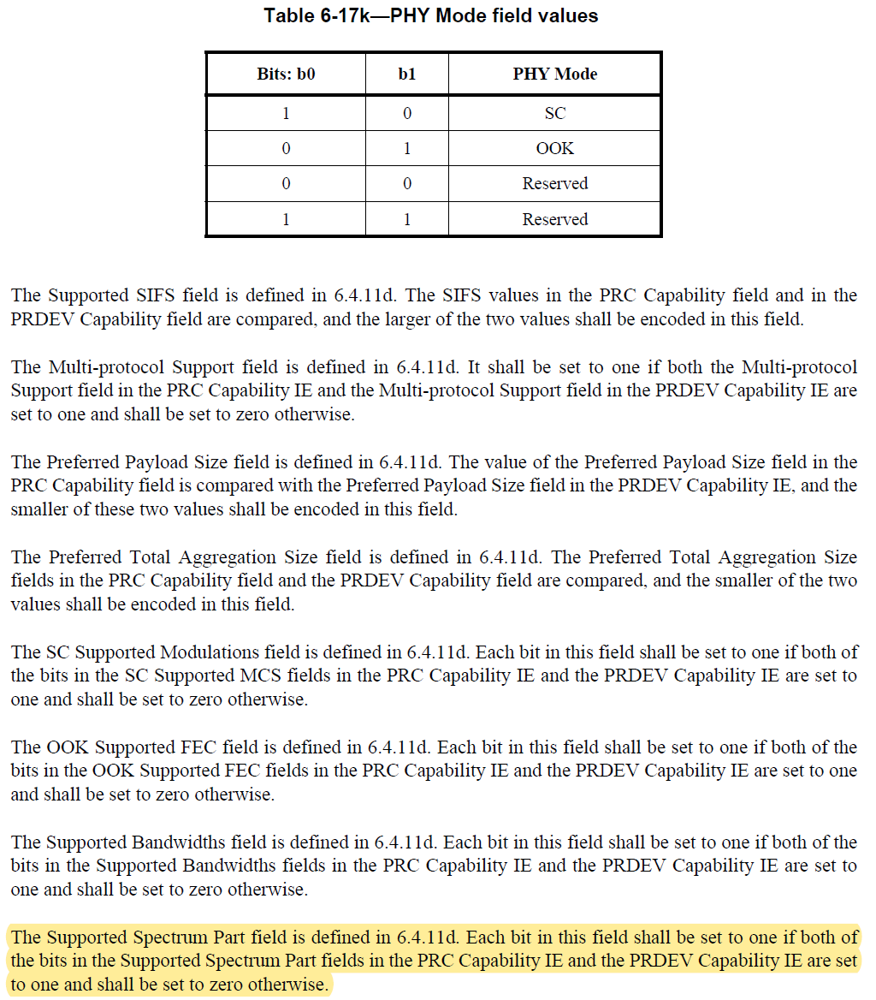 Table 6-17k—PHY Mode field values
Bits: b0 b1 PHY Mode
1 0 SC
0 1 OOK
0 0 Reserved
1 1 Reserved
The Supported SIFS field is defined in 6.4.11d. The SIFS values in the PRC Capability field and in the
PRDEV Capability field are compared, and the larger of the two values shall be encoded in this field.
The Multi-protocol Support field is defined in 6.4.11d. It shall be set to one if both the Multi-protocol
Support field in the PRC Capability IE and the Multi-protocol Support field in the PRDEV Capability IE are
set to one and shall be set to zero otherwise.
The Preferred Payload Size field is defined in 6.4.11d. The value of the Preferred Payload Size field in the
PRC Capability field is compared with the Preferred Payload Size field in the PRDEV Capability IE, and the
smaller of these two values shall be encoded in this field.
The Preferred Total Aggregation Size field is defined in 6.4.11d. The Preferred Total Aggregation Size
fields in the PRC Capability field and the PRDEV Capability field are compared, and the smaller of the two
values shall be encoded in this field.
The SC Supported Modulations field is defined in 6.4.11d. Each bit in this field shall be set to one if both of
the bits in the SC Supported MCS fields in the PRC Capability IE and the PRDEV Capability IE are set to
one and shall be set to zero otherwise.
The OOK Supported FEC field is defined in 6.4.11d. Each bit in this field shall be set to one if both of the
bits in the OOK Supported FEC fields in the PRC Capability IE and the PRDEV Capability IE are set to one
and shall be set to zero otherwise.
The Supported Bandwidths field is defined in 6.4.11d. Each bit in this field shall be set to one if both of the
bits in the Supported Bandwidths fields in the PRC Capability IE and the PRDEV Capability IE are set to
one and shall be set to zero otherwise.
The Supported Spectrum Part field is defined in 6.4.11d. Each bit in this field shall be set to one if both of
the bits in the Supported Spectrum Part fields in the PRC Capability IE and the PRDEV Capability IE are set
to one and shall be set to zero otherwise.